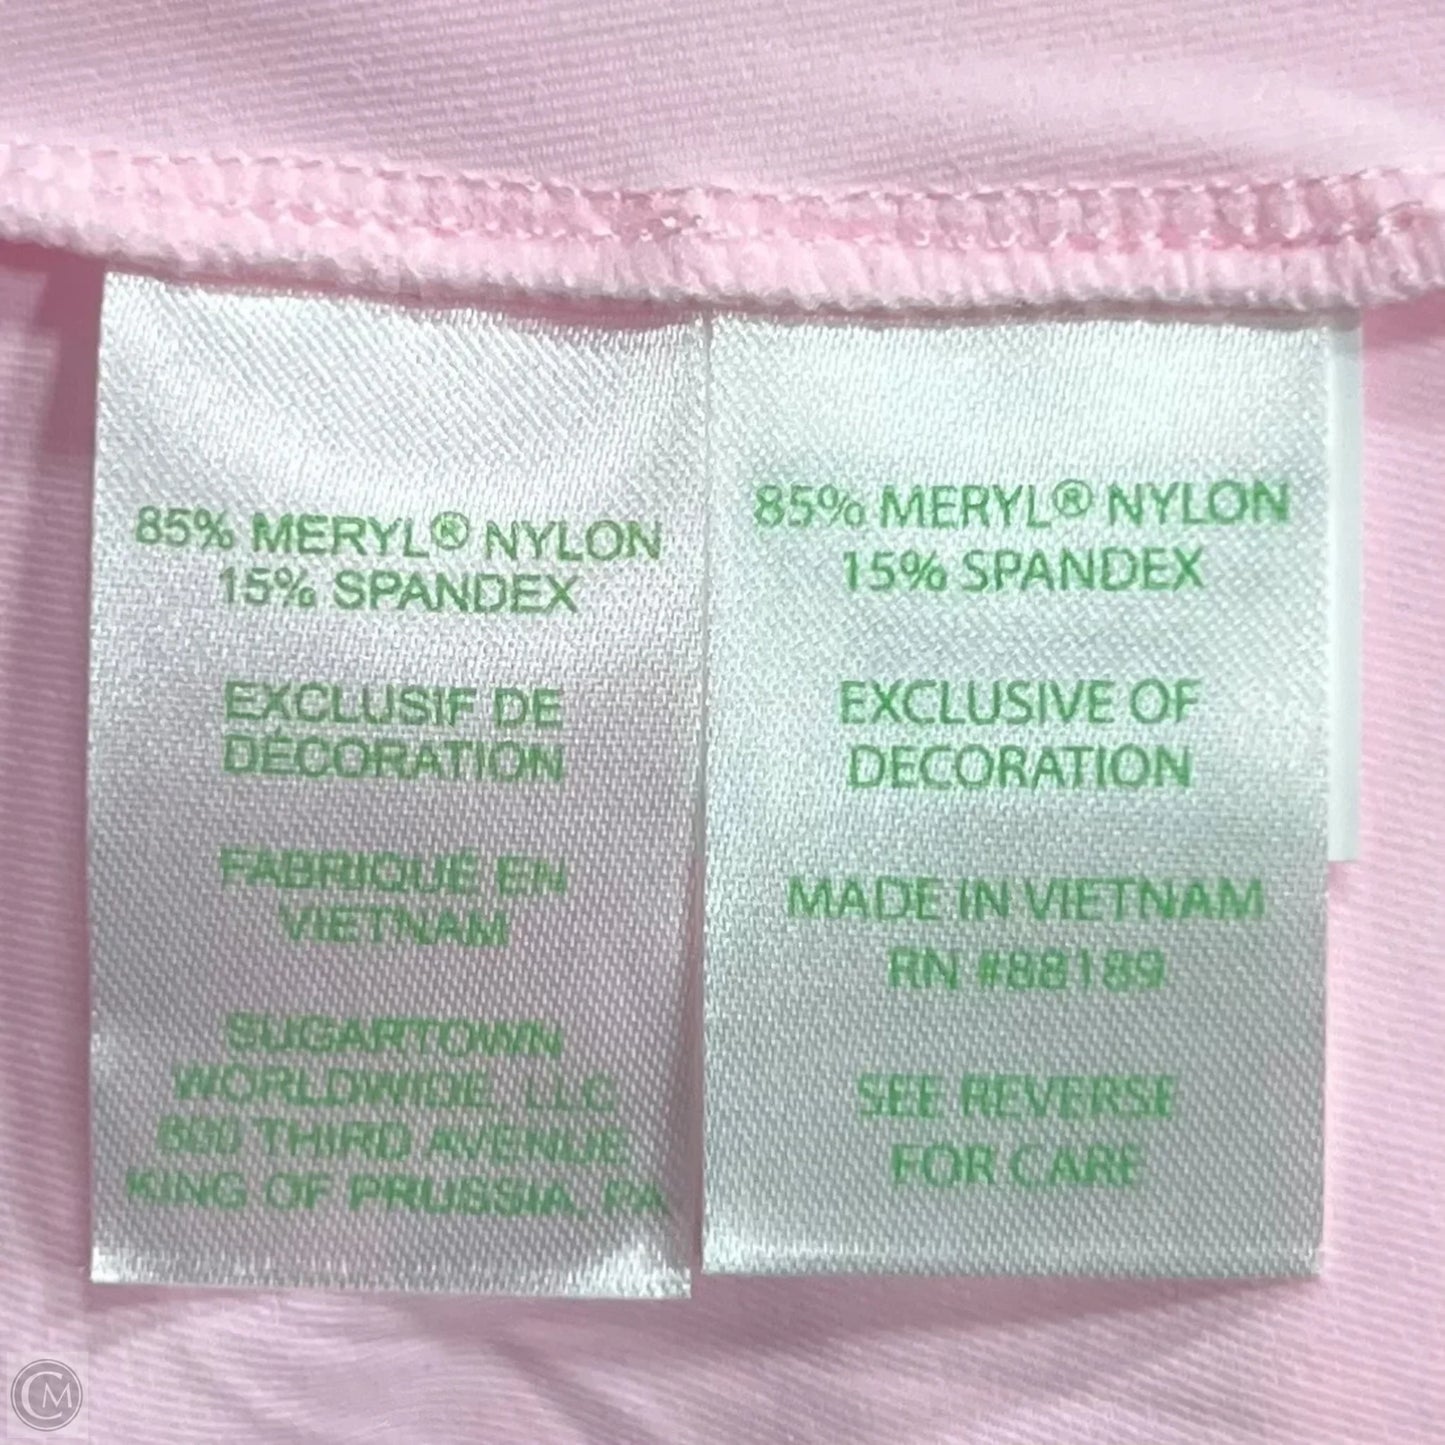 85% MERYL® NYLON
15% SPANDEX
EXCLUSIF DE
DÉCORATION
FABRIQUÉ EN
VIETNAM
SUGARTOWN
WORLDWIDE, LLC
800 THIRD AVENUE
KING OF PRUSSIA, PA
85% MERYL® NYLON
15% SPANDEX
EXCLUSIVE OF
DECORATION
MADE IN VIETNAM
RN #88189
SEE REVERSE
FOR CARE
CM